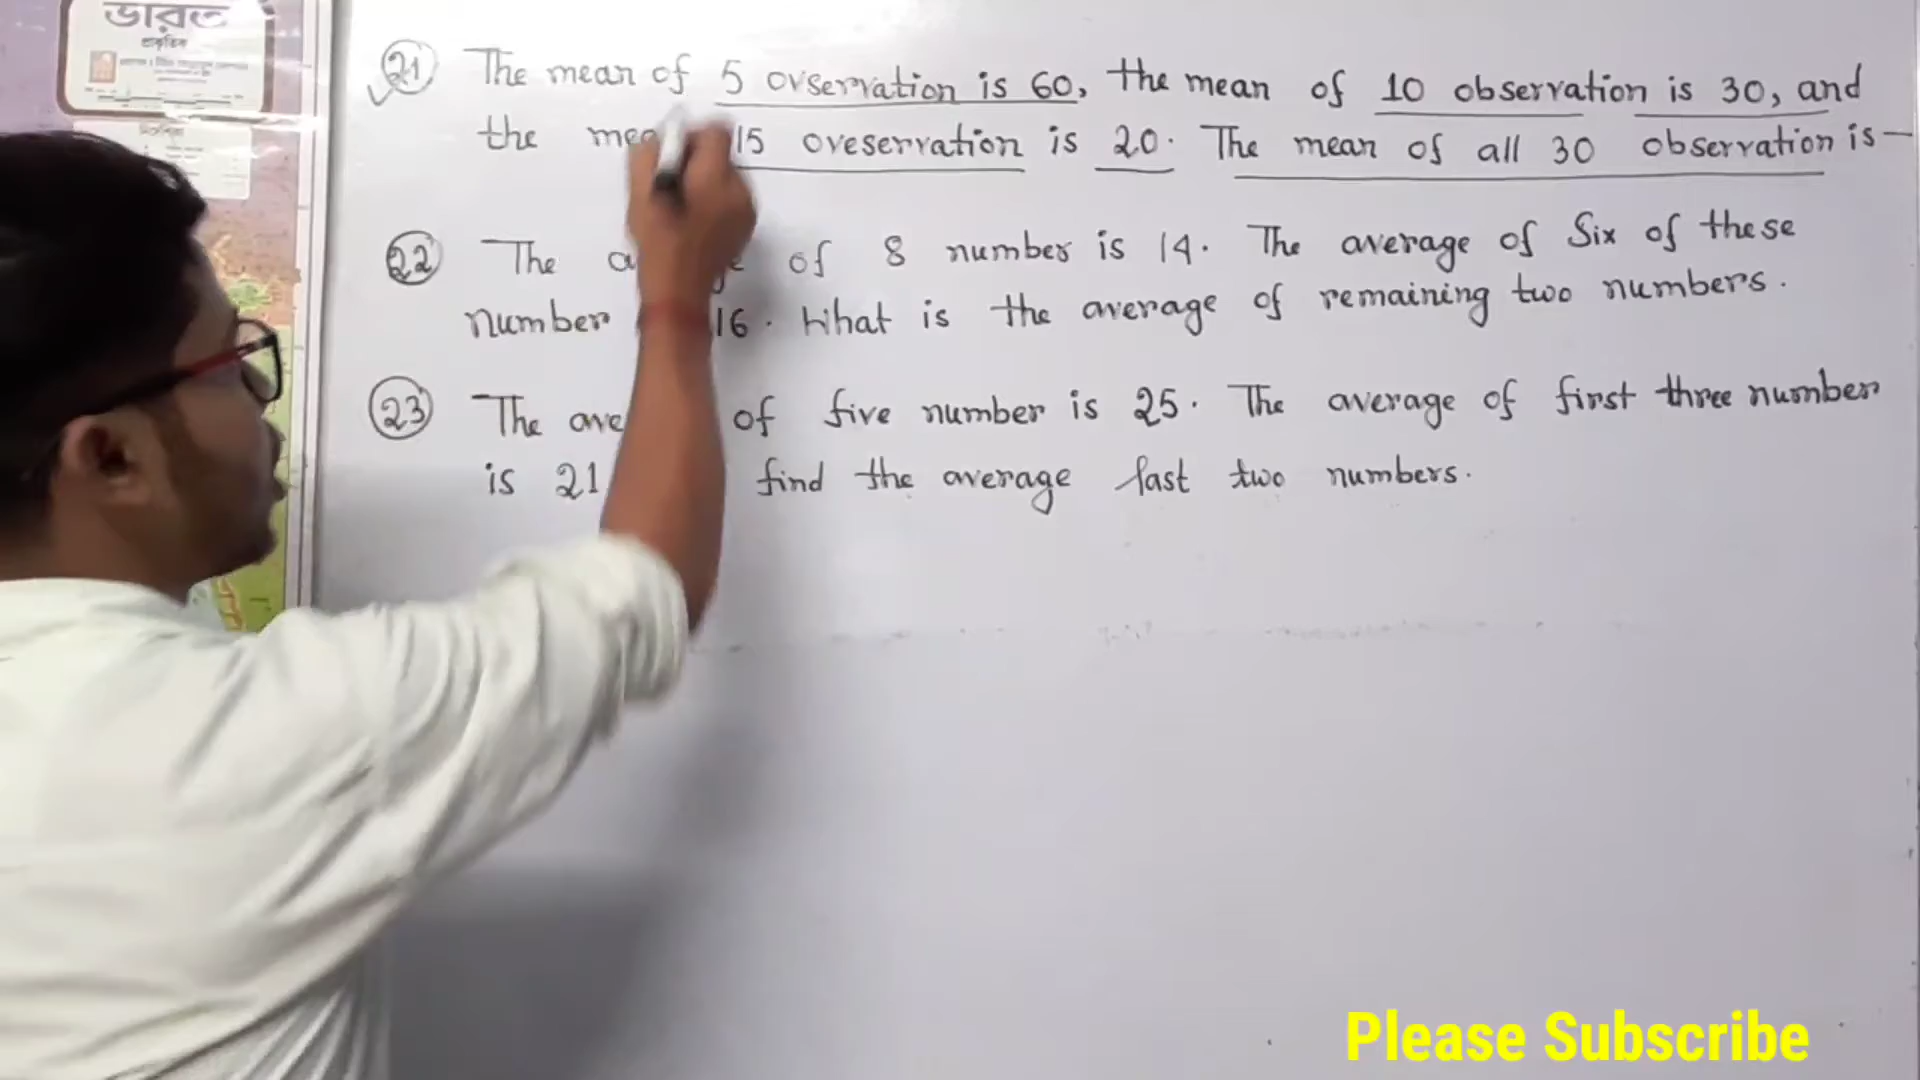 ভারত
প্রাকৃতিক
21 The mean of 5 ovservation is 60, the mean of 10 observation is 30, and
the 15 oveservation is 20. The mean of all 30 observation is—
22 The of 8 number is 14. The average of Six of these
number 16. What is the average of remaining two numbers.
23 The of five number is 25. The average of first three number
is 21 find the average last two numbers.
Please Subscribe